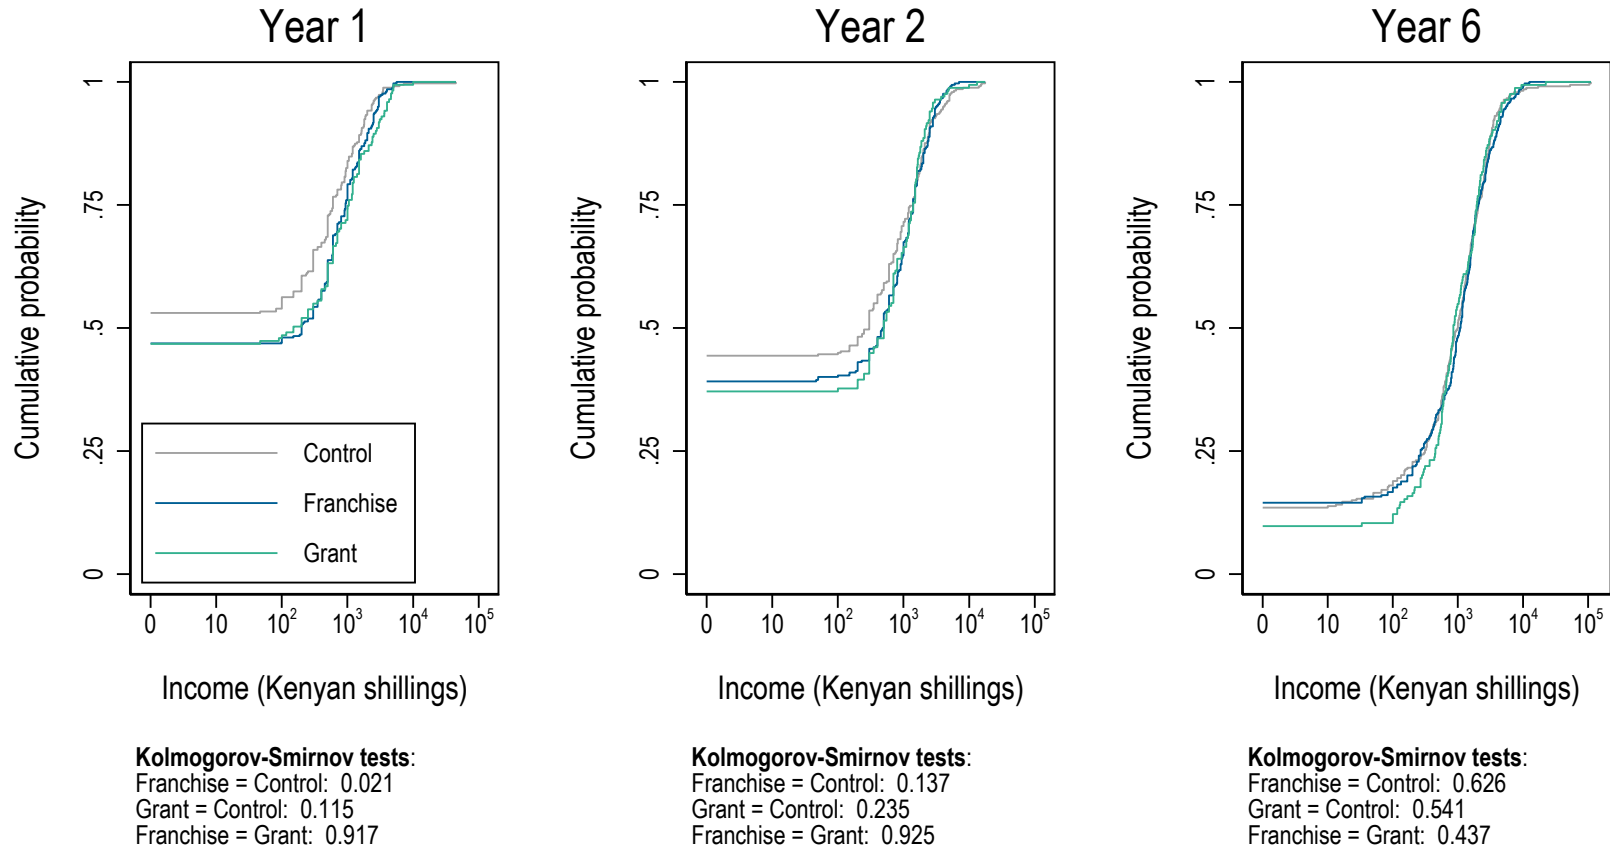 Year 1
Cumulative probability
1
.75
.5
.25
0
Control
Franchise
Grant
0 10 10² 10³ 10⁴ 10⁵
Income (Kenyan shillings)
Kolmogorov-Smirnov tests:
Franchise = Control: 0.021
Grant = Control: 0.115
Franchise = Grant: 0.917
Year 2
Cumulative probability
1
.75
.5
.25
0
0 10 10² 10³ 10⁴ 10⁵
Income (Kenyan shillings)
Kolmogorov-Smirnov tests:
Franchise = Control: 0.137
Grant = Control: 0.235
Franchise = Grant: 0.925
Year 6
Cumulative probability
1
.75
.5
.25
0
0 10 10² 10³ 10⁴ 10⁵
Income (Kenyan shillings)
Kolmogorov-Smirnov tests:
Franchise = Control: 0.626
Grant = Control: 0.541
Franchise = Grant: 0.437